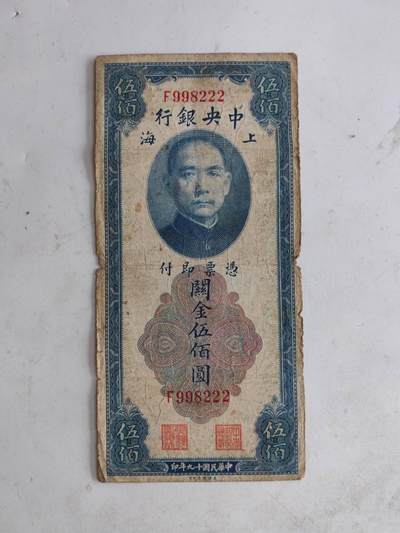 伍佰 伍佰
F998222
中央銀行
上海
憑票即付
關金伍佰圓
F998222
伍佰 伍佰
中華民國十九年印